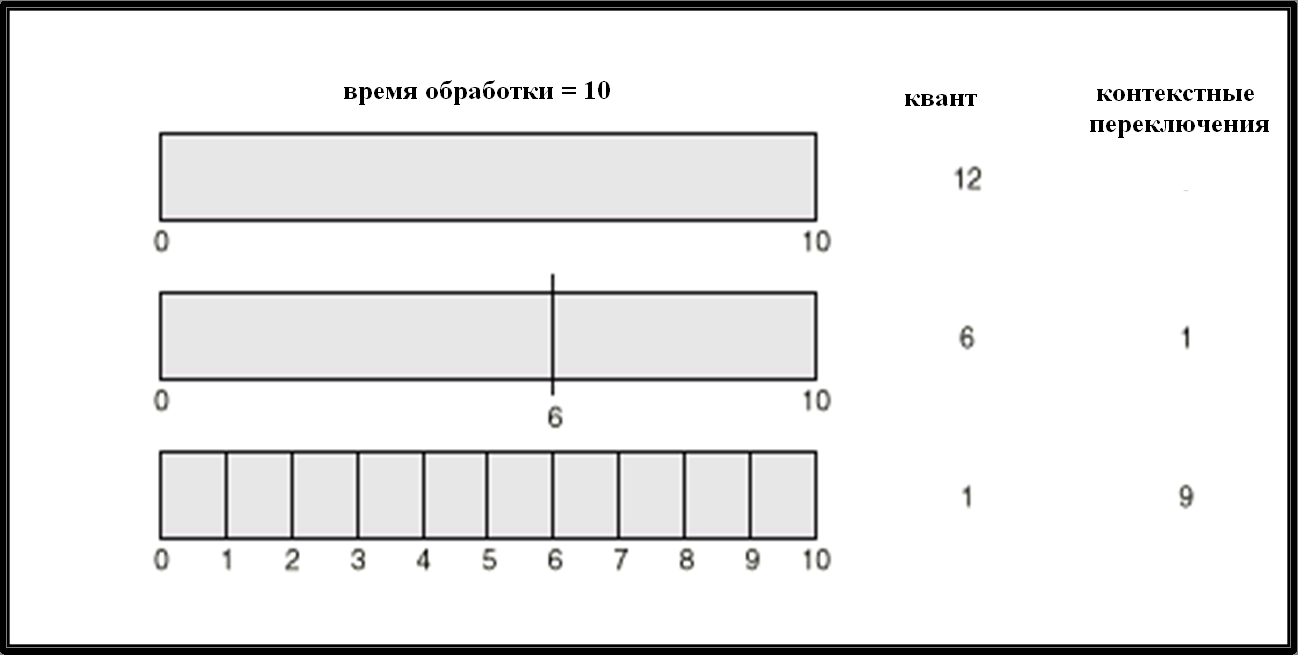 время обработки = 10
квант
контекстные
переключения
12
0 10
6 1
0 10
6
1 9
0 1 2 3 4 5 6 7 8 9 10